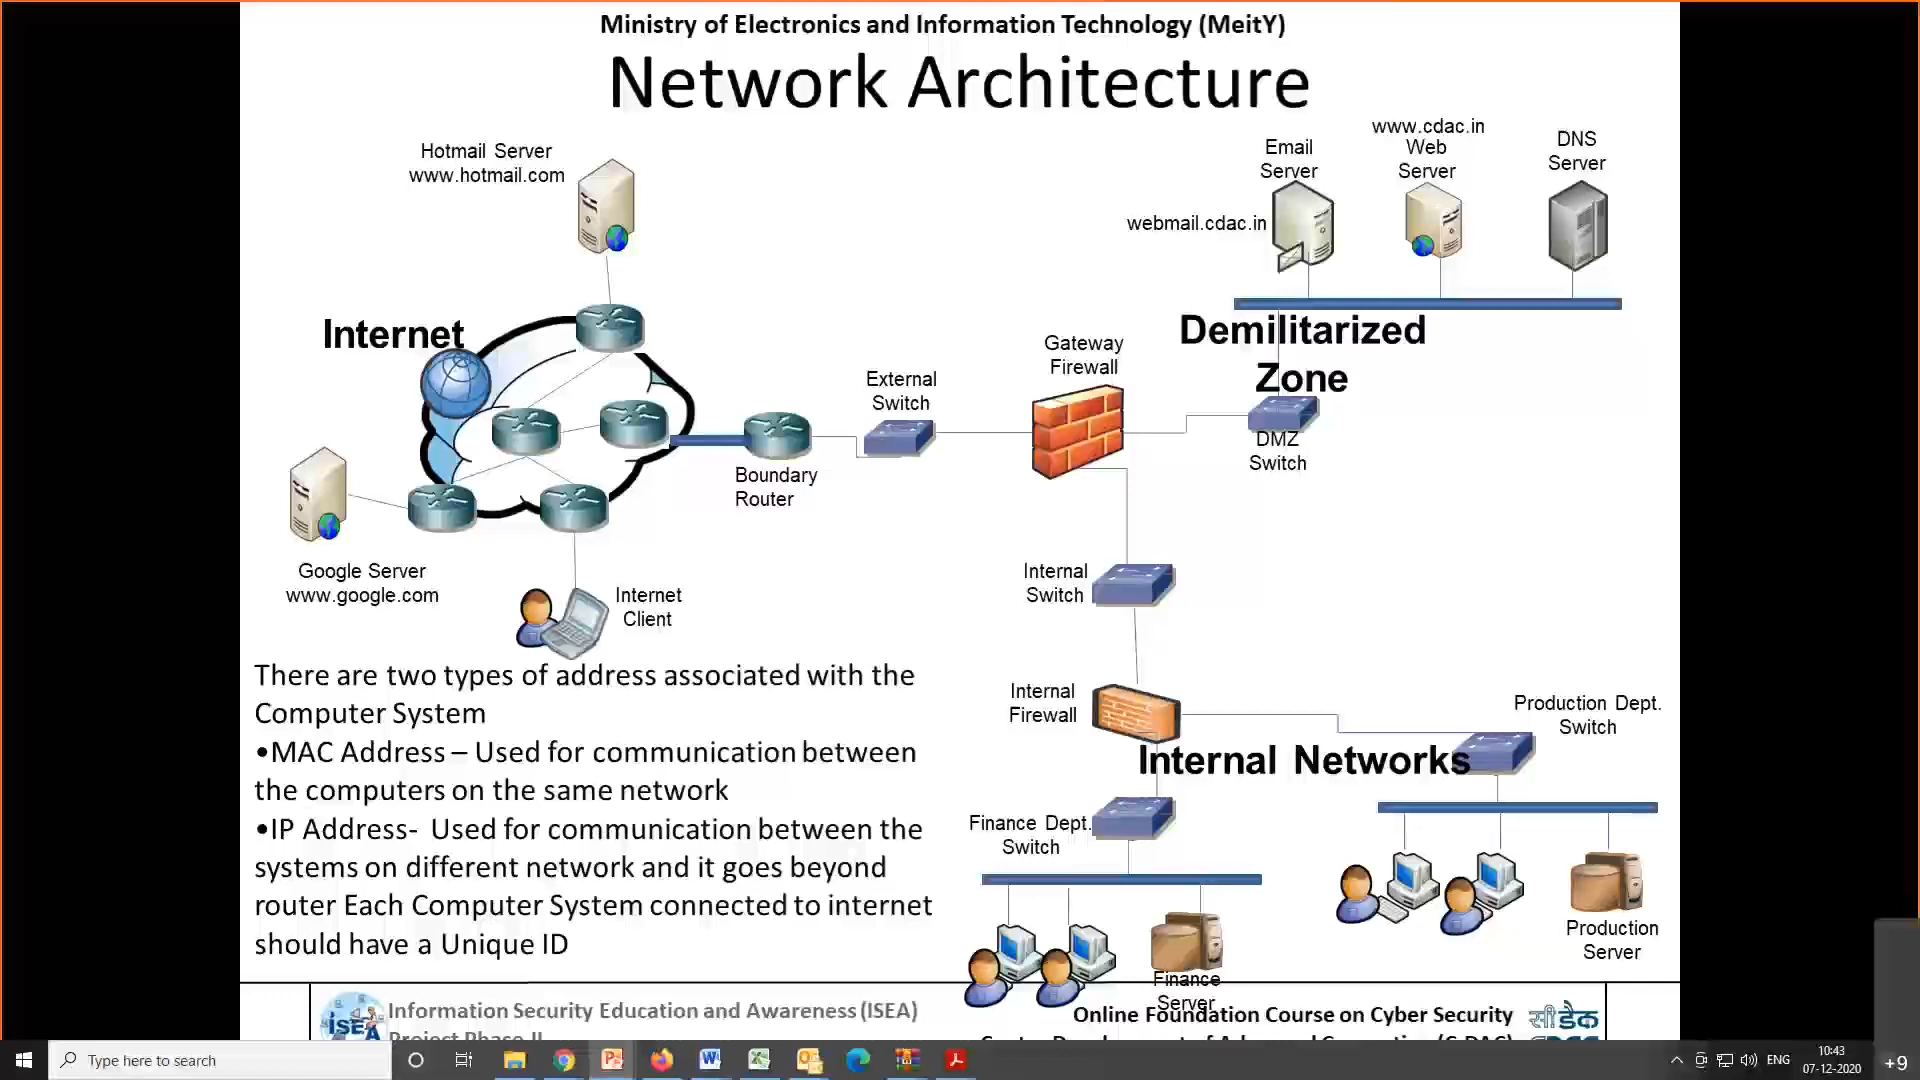 Ministry of Electronics and Information Technology (MeitY)
Network Architecture
Hotmail Server
www.hotmail.com
Email
Server
www.cdac.in
Web
Server
DNS
Server
webmail.cdac.in
Internet
Demilitarized
Zone
Gateway
Firewall
External
Switch
DMZ
Switch
Boundary
Router
Google Server
www.google.com
Internet
Client
Internal
Switch
There are two types of address associated with the
Computer System
•MAC Address – Used for communication between
the computers on the same network
•IP Address- Used for communication between the
systems on different network and it goes beyond
router Each Computer System connected to internet
should have a Unique ID
Internal
Firewall
Production Dept.
Switch
Internal Networks
Finance Dept.
Switch
Production
Server
Finance
Server
ISEA
Information Security Education and Awareness (ISEA)
Project Phase-II
Online Foundation Course on Cyber Security
सी डैक
Type here to search
ENG
10:43
07-12-2020
+9